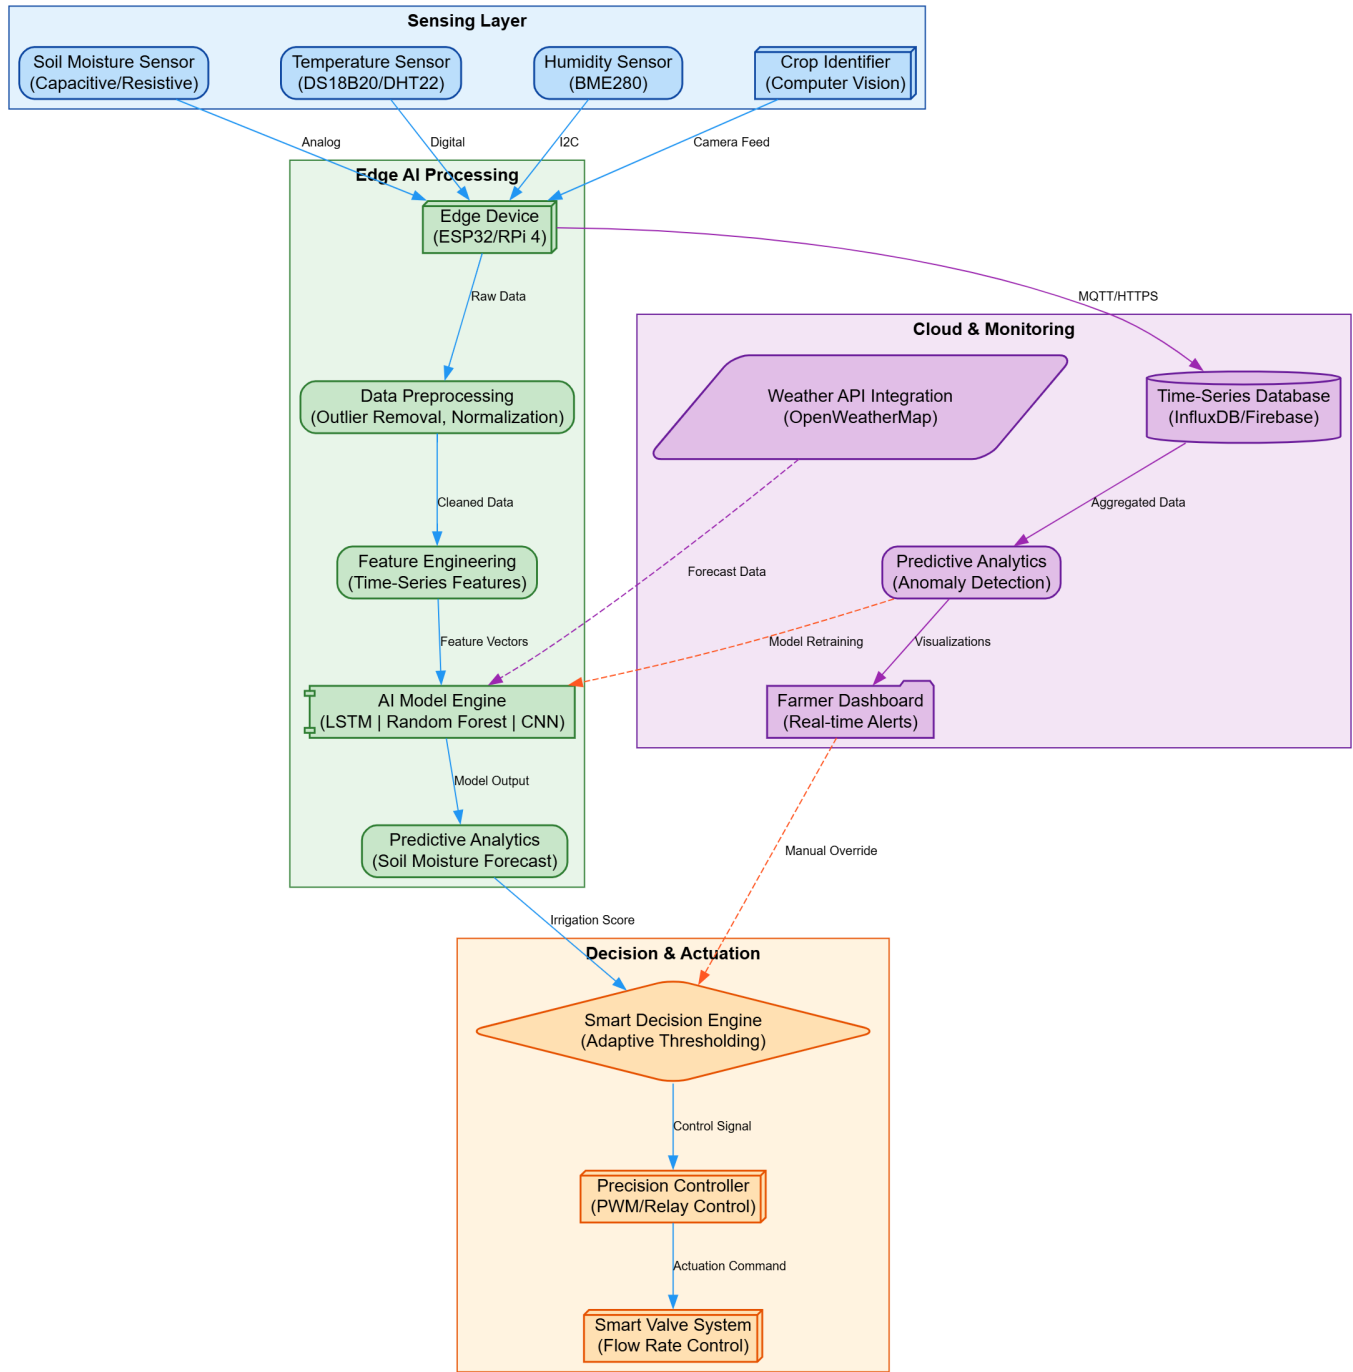 Sensing Layer
Soil Moisture Sensor
(Capacitive/Resistive)
Temperature Sensor
(DS18B20/DHT22)
Humidity Sensor
(BME280)
Crop Identifier
(Computer Vision)
Analog
Digital
I2C
Camera Feed
Edge AI Processing
Edge Device
(ESP32/RPi 4)
Raw Data
MQTT/HTTPS
Cloud & Monitoring
Data Preprocessing
(Outlier Removal, Normalization)
Weather API Integration
(OpenWeatherMap)
Time-Series Database
(InfluxDB/Firebase)
Cleaned Data
Aggregated Data
Feature Engineering
(Time-Series Features)
Forecast Data
Predictive Analytics
(Anomaly Detection)
Feature Vectors
Model Retraining
Visualizations
AI Model Engine
(LSTM | Random Forest | CNN)
Farmer Dashboard
(Real-time Alerts)
Model Output
Predictive Analytics
(Soil Moisture Forecast)
Manual Override
Irrigation Score
Decision & Actuation
Smart Decision Engine
(Adaptive Thresholding)
Control Signal
Precision Controller
(PWM/Relay Control)
Actuation Command
Smart Valve System
(Flow Rate Control)